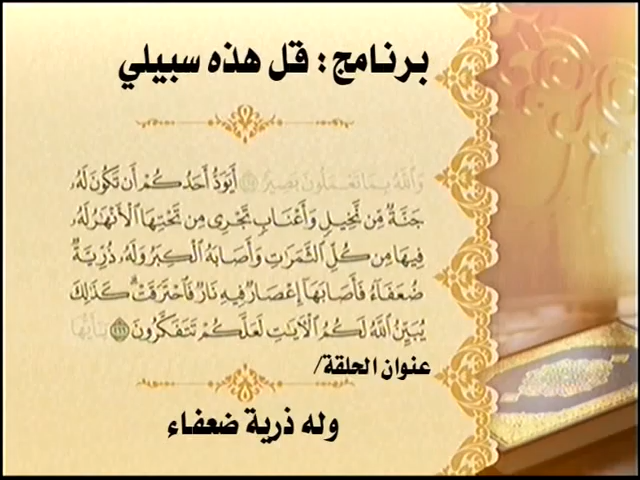 برنامج : قل هذه سبيلي
وَاللَّهُ بِمَا تَعْمَلُونَ بَصِيرٌ ۝ أَيَوَدُّ أَحَدُكُمْ أَن تَكُونَ لَهُۥ
جَنَّةٌ مِّن نَّخِيلٍ وَأَعْنَابٍ تَجْرِى مِن تَحْتِهَا الْأَنْهَارُ لَهُۥ
فِيهَا مِن كُلِّ الثَّمَرَاتِ وَأَصَابَهُ الْكِبَرُ وَلَهُۥ ذُرِّيَّةٌ
ضُعَفَاءُ فَأَصَابَهَا إِعْصَارٌ فِيهِ نَارٌ فَاحْتَرَقَتْ ۗ كَذَٰلِكَ
يُبَيِّنُ اللَّهُ لَكُمُ الْآيَاتِ لَعَلَّكُمْ تَتَفَكَّرُونَ ۝٢٦٦ يَا أَيُّهَا
عنوان الحلقة/
وله ذرية ضعفاء